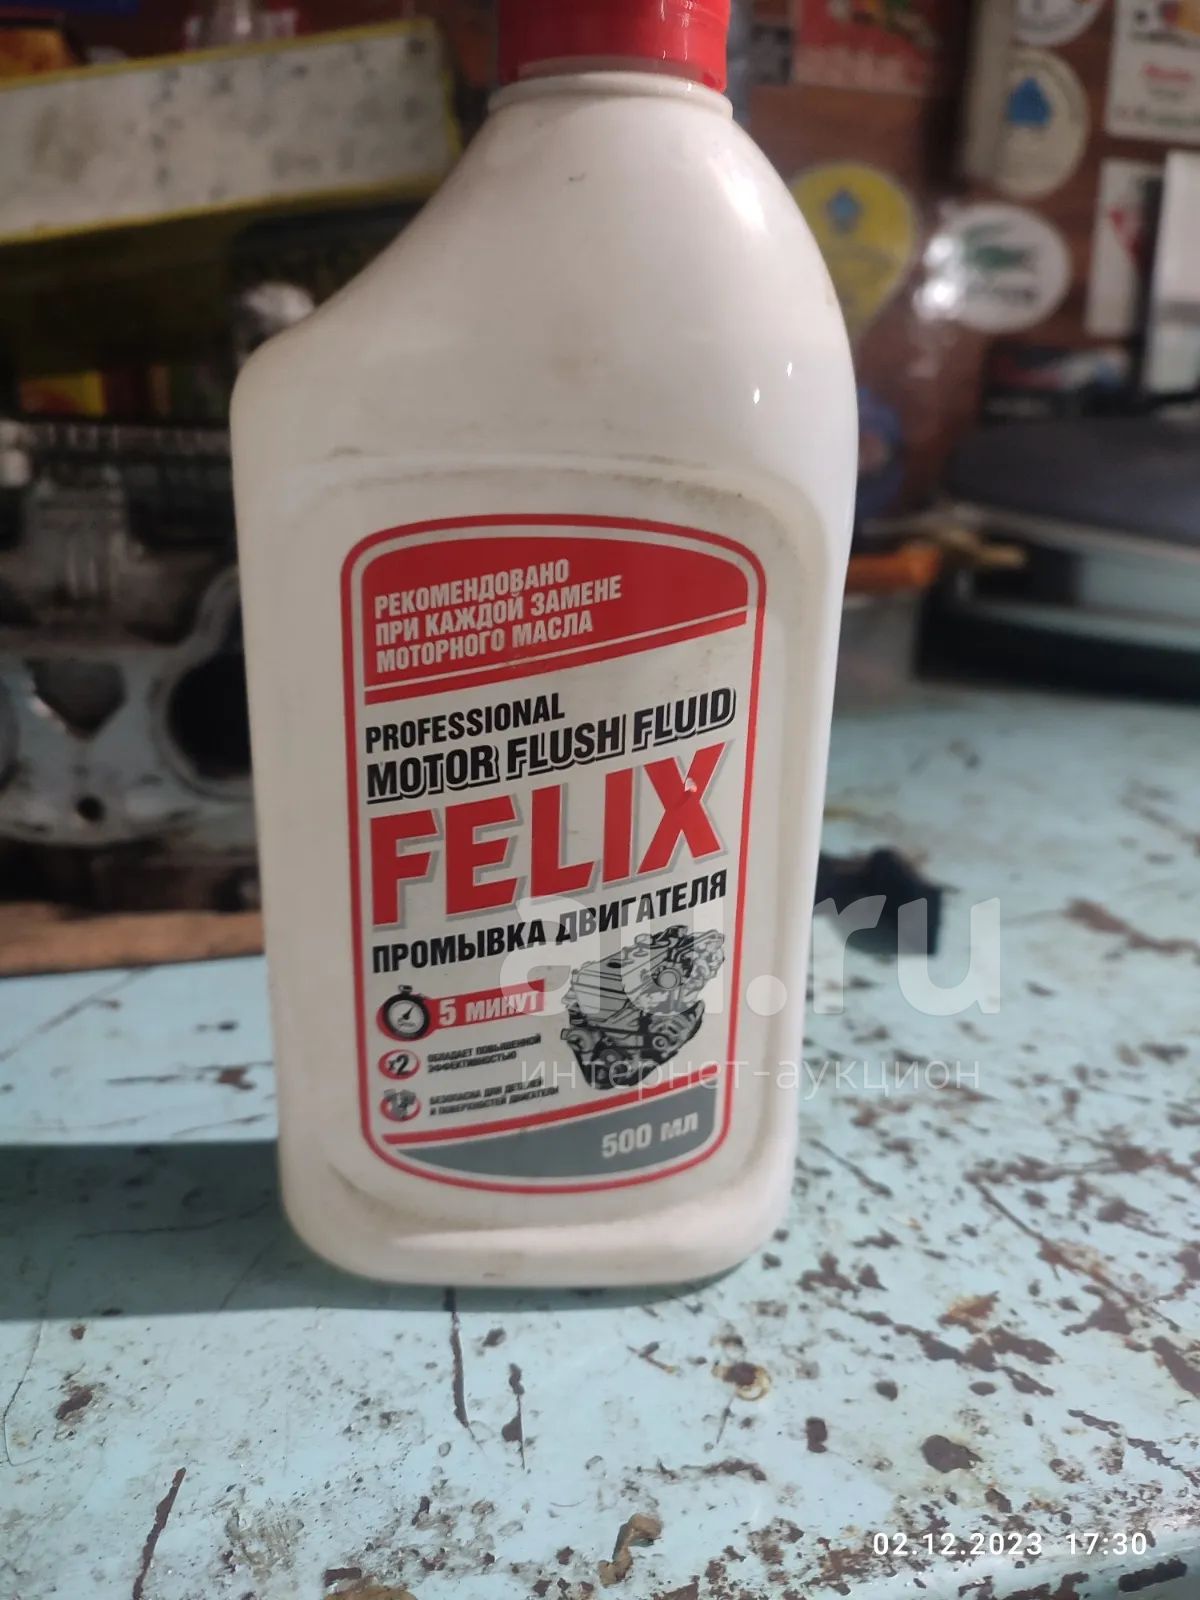 РЕКОМЕНДОВАНО
ПРИ КАЖДОЙ ЗАМЕНЕ
МОТОРНОГО МАСЛА
PROFESSIONAL
MOTOR FLUSH FLUID
FELIX
ПРОМЫВКА ДВИГАТЕЛЯ
5 МИНУТ
x2
ОБЛАДАЕТ ПОВЫШЕННОЙ
ЭФФЕКТИВНОСТЬЮ
БЕЗОПАСНА ДЛЯ ДЕТАЛЕЙ
И ПОВЕРХНОСТЕЙ ДВИГАТЕЛЯ
500 МЛ
au.ru
интернет-аукцион
02.12.2023 17:30